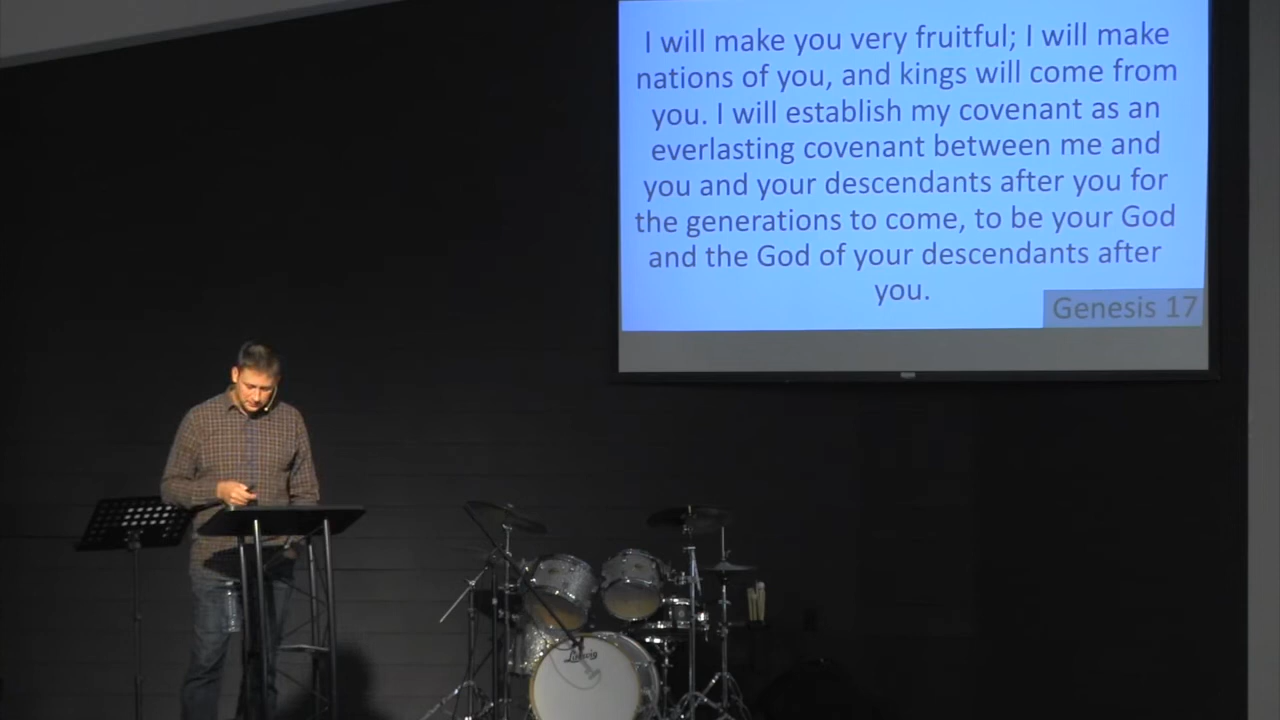 I will make you very fruitful; I will make
nations of you, and kings will come from
you. I will establish my covenant as an
everlasting covenant between me and
you and your descendants after you for
the generations to come, to be your God
and the God of your descendants after
you.
Genesis 17
Ludwig